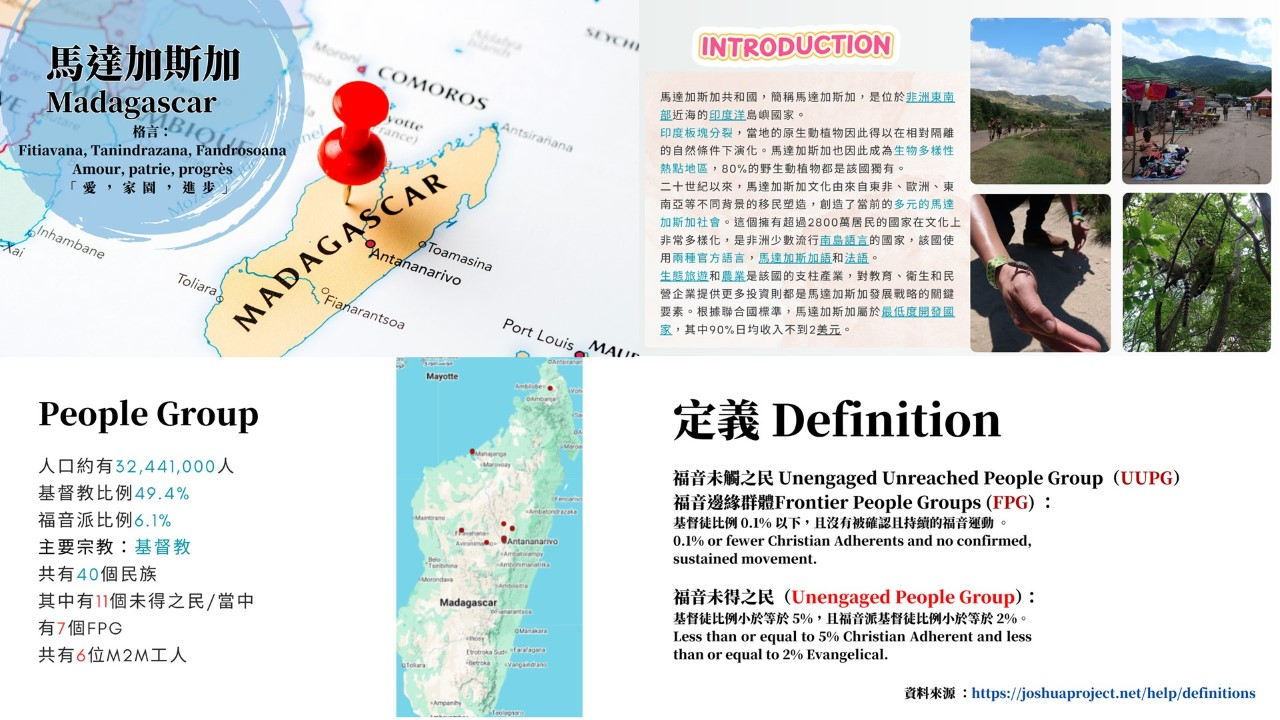 馬達加斯加
Madagascar
格言：
Fitiavana, Tanindrazana, Fandrosoana
Amour, patrie, progrès
「愛，家園，進步」
COMOROS
Moroni
Mayotte
(France)
Antsirañana
SEYCHE
MADAGASCAR
Toamasina
Antananarivo
Fianarantsoa
Toliara
Inhambane
Xai
Port Louis
MAUR
INTRODUCTION
馬達加斯加共和國，簡稱馬達加斯加，是位於非洲東南
部近海的印度洋島嶼國家。
印度板塊分裂，當地的原生動植物因此得以在相對隔離
的自然條件下演化。馬達加斯加也因此成為生物多樣性
熱點地區，80%的野生動植物都是該國獨有。
二十世紀以來，馬達加斯加文化由來自東非、歐洲、東
南亞等不同背景的移民塑造，創造了當前的多元的馬達
加斯加社會。這個擁有超過2800萬居民的國家在文化上
非常多樣化，是非洲少數流行南島語言的國家，該國使
用兩種官方語言，馬達加斯加語和法語。
生態旅遊和農業是該國的支柱產業，對教育、衛生和民
營企業提供更多投資則都是馬達加斯加發展戰略的關鍵
要素。根據聯合國標準，馬達加斯加屬於最低度開發國
家，其中90%日均收入不到2美元。
People Group
人口約有32,441,000人
基督教比例49.4%
福音派比例6.1%
主要宗教：基督教
共有40個民族
其中有11個未得之民/當中
有7個FPG
共有6位M2M工人
Mayotte
Ambilobe
Ambanja
Mahajanga
Marovoay
Maintirano
Ambatondrazaka
Antananarivo
Ambatolampy
Belo
Tsiribihina
Morondava
Madagascar
Fianarantsoa
Manakara
Ihosy
Farafangana
Betroka
Vangaindrano
Toliara
Ampanihy
定義 Definition
福音未觸之民 Unengaged Unreached People Group（UUPG）
福音邊緣群體Frontier People Groups (FPG) ：
基督徒比例 0.1% 以下，且沒有被確認且持續的福音運動 。
0.1% or fewer Christian Adherents and no confirmed,
sustained movement.
福音未得之民（Unengaged People Group)：
基督徒比例小於等於 5%，且福音派基督徒比例小於等於 2%。
Less than or equal to 5% Christian Adherent and less
than or equal to 2% Evangelical.
資料來源 ：https://joshuaproject.net/help/definitions